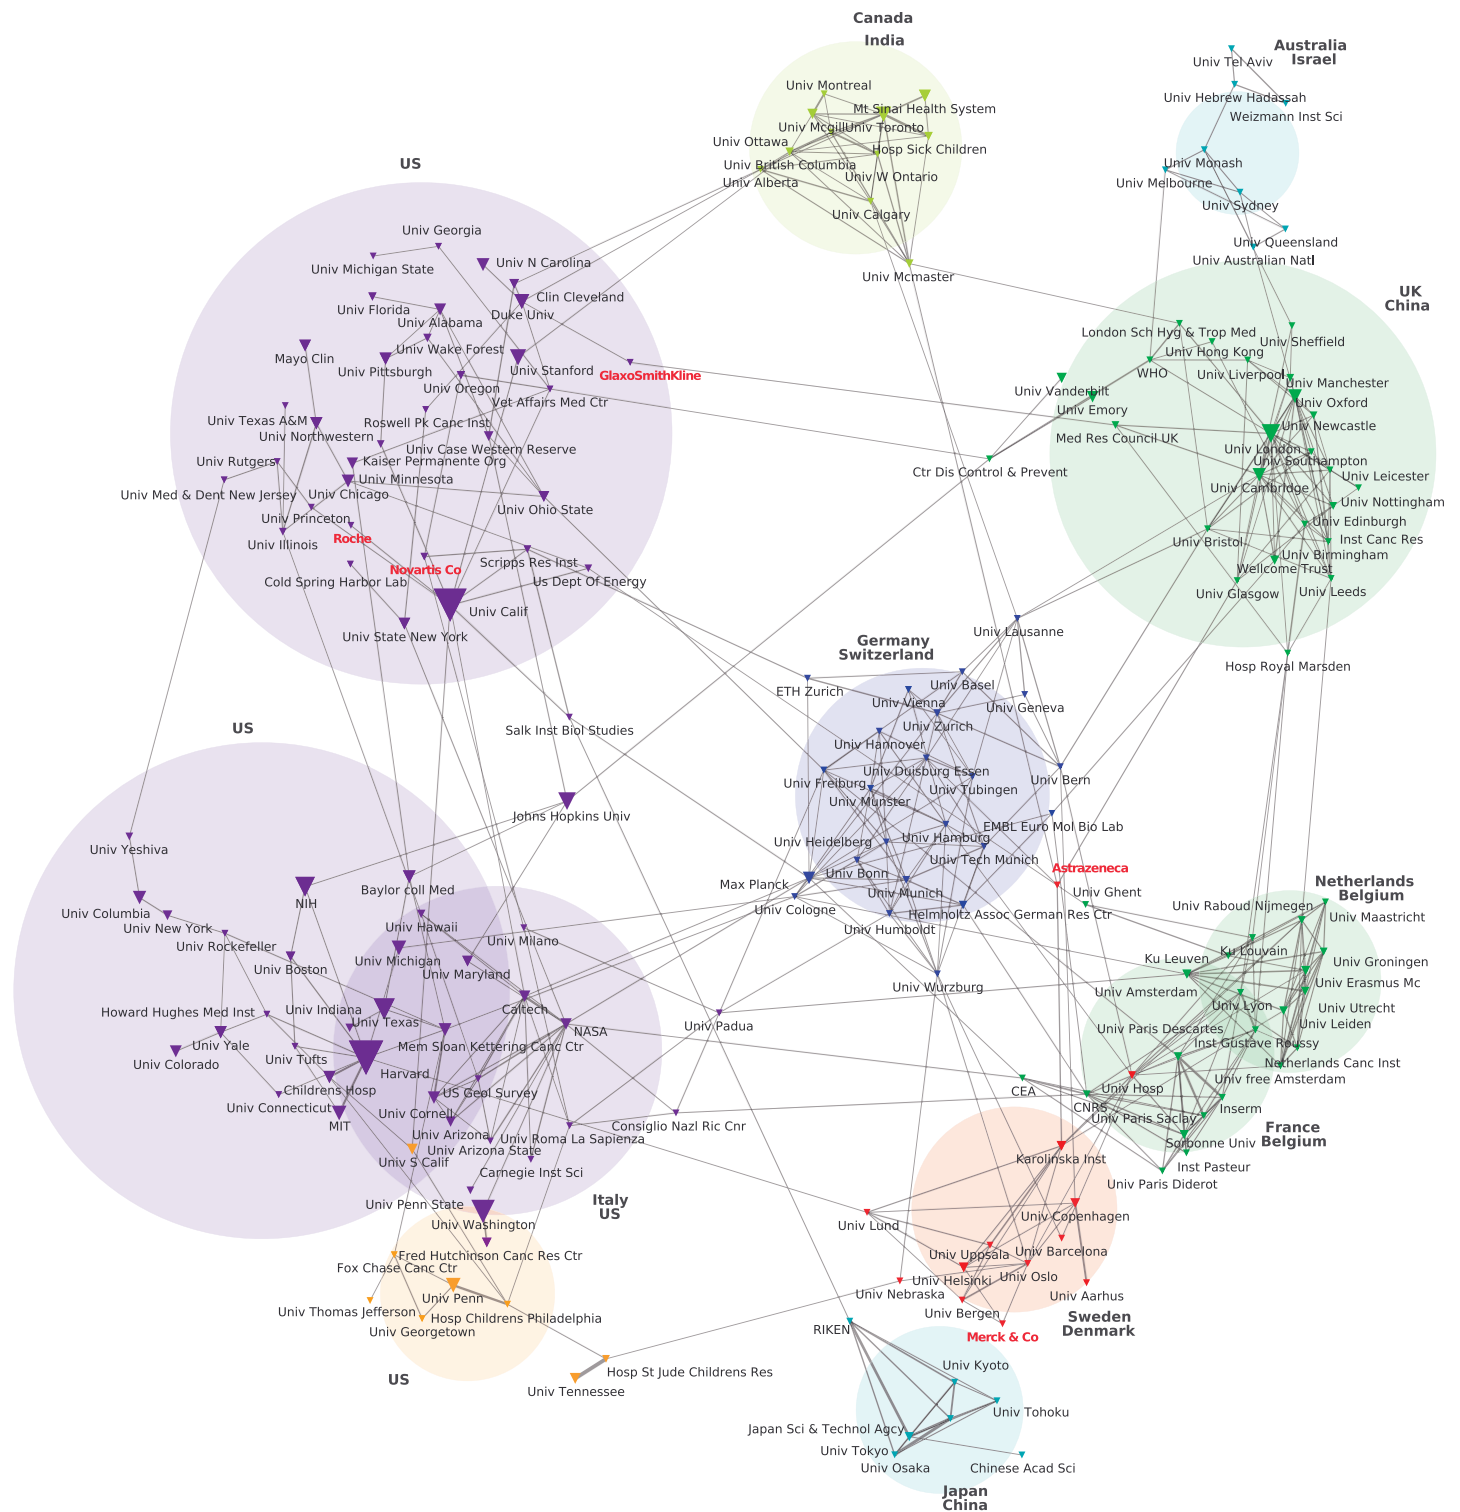 Canada
India
Univ Montreal
Mt Sinai Health System
Univ Mcgill
Univ Toronto
Univ Ottawa
Hosp Sick Children
Univ British Columbia
Univ W Ontario
Univ Alberta
Univ Calgary
Univ Mcmaster
Australia
Israel
Univ Tel Aviv
Univ Hebrew Hadassah
Weizmann Inst Sci
Univ Monash
Univ Melbourne
Univ Sydney
Univ Queensland
Univ Australian Natl
US
Univ Georgia
Univ Michigan State
Univ N Carolina
Clin Cleveland
Univ Florida
Duke Univ
Univ Alabama
Mayo Clin
Univ Wake Forest
Univ Pittsburgh
Univ Stanford
GlaxoSmithKline
Univ Oregon
Vet Affairs Med Ctr
Univ Texas A&M
Roswell Pk Canc Inst
Univ Northwestern
Univ Case Western Reserve
Univ Rutgers
Kaiser Permanente Org
Univ Minnesota
Univ Med & Dent New Jersey
Univ Chicago
Univ Ohio State
Univ Princeton
Univ Illinois
Roche
Scripps Res Inst
Novartis Co
Cold Spring Harbor Lab
Us Dept Of Energy
Univ Calif
Univ State New York
UK
China
London Sch Hyg & Trop Med
Univ Sheffield
Univ Hong Kong
WHO
Univ Liverpool
Univ Manchester
Univ Vanderbilt
Univ Oxford
Univ Emory
Univ Newcastle
Med Res Council UK
Univ London
Univ Southampton
Ctr Dis Control & Prevent
Univ Leicester
Univ Cambridge
Univ Nottingham
Univ Edinburgh
Univ Bristol
Inst Canc Res
Univ Birmingham
Wellcome Trust
Univ Glasgow
Univ Leeds
Hosp Royal Marsden
Germany
Switzerland
Univ Lausanne
ETH Zurich
Univ Basel
Univ Vienna
Univ Geneva
Univ Zurich
Univ Hannover
Univ Duisburg Essen
Univ Freiburg
Univ Bern
Univ Tubingen
Univ Munster
EMBL Euro Mol Bio Lab
Univ Heidelberg
Univ Hamburg
Univ Tech Munich
Univ Bonn
Max Planck
Univ Munich
Univ Cologne
Helmholtz Assoc German Res Ctr
Univ Humboldt
Univ Wurzburg
Astrazeneca
Univ Ghent
Salk Inst Biol Studies
Johns Hopkins Univ
US
Univ Yeshiva
NIH
Baylor coll Med
Univ Columbia
Univ New York
Univ Hawaii
Univ Rockefeller
Univ Milano
Univ Boston
Univ Michigan
Univ Maryland
Univ Indiana
Caltech
Howard Hughes Med Inst
Univ Texas
Univ Padua
Univ Yale
NASA
Mem Sloan Kettering Canc Ctr
Univ Colorado
Univ Tufts
Harvard
Childrens Hosp
US Geol Survey
Univ Connecticut
Univ Cornell
MIT
Consiglio Nazl Ric Cnr
Univ Arizona
Univ Roma La Sapienza
Univ Arizona State
Univ S Calif
Carnegie Inst Sci
Univ Penn State
Italy
US
Univ Washington
Fred Hutchinson Canc Res Ctr
Fox Chase Canc Ctr
Univ Penn
Univ Thomas Jefferson
Hosp Childrens Philadelphia
Univ Georgetown
US
Hosp St Jude Childrens Res
Univ Tennessee
Netherlands
Belgium
Univ Raboud Nijmegen
Univ Maastricht
Ku Louvain
Ku Leuven
Univ Groningen
Univ Erasmus Mc
Univ Amsterdam
Univ Lyon
Univ Utrecht
Univ Leiden
Univ Paris Descartes
Inst Gustave Roussy
Netherlands Canc Inst
Univ free Amsterdam
Univ Hosp
CEA
CNRS
Inserm
Univ Paris Saclay
France
Belgium
Sorbonne Univ
Inst Pasteur
Univ Paris Diderot
Karolinska Inst
Univ Copenhagen
Univ Lund
Univ Uppsala
Univ Barcelona
Univ Helsinki
Univ Oslo
Univ Nebraska
Univ Aarhus
Univ Bergen
Sweden
Denmark
Merck & Co
RIKEN
Univ Kyoto
Univ Tohoku
Japan Sci & Technol Agcy
Univ Tokyo
Univ Osaka
Chinese Acad Sci
Japan
China